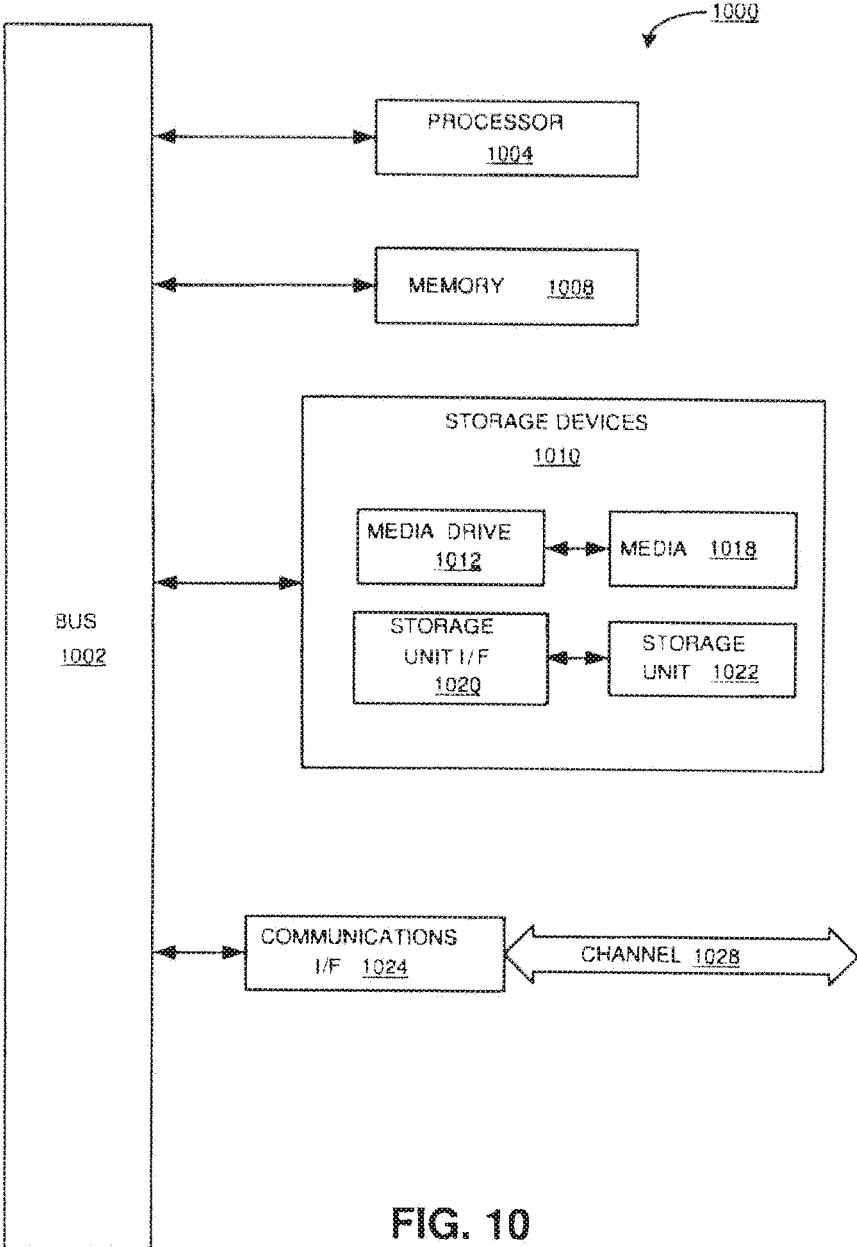 1000
PROCESSOR
1004
MEMORY 1008
STORAGE DEVICES
1010
MEDIA DRIVE
1012
MEDIA 1018
STORAGE
UNIT I/F
1020
STORAGE
UNIT 1022
BUS
1002
COMMUNICATIONS
I/F 1024
CHANNEL 1028
FIG. 10